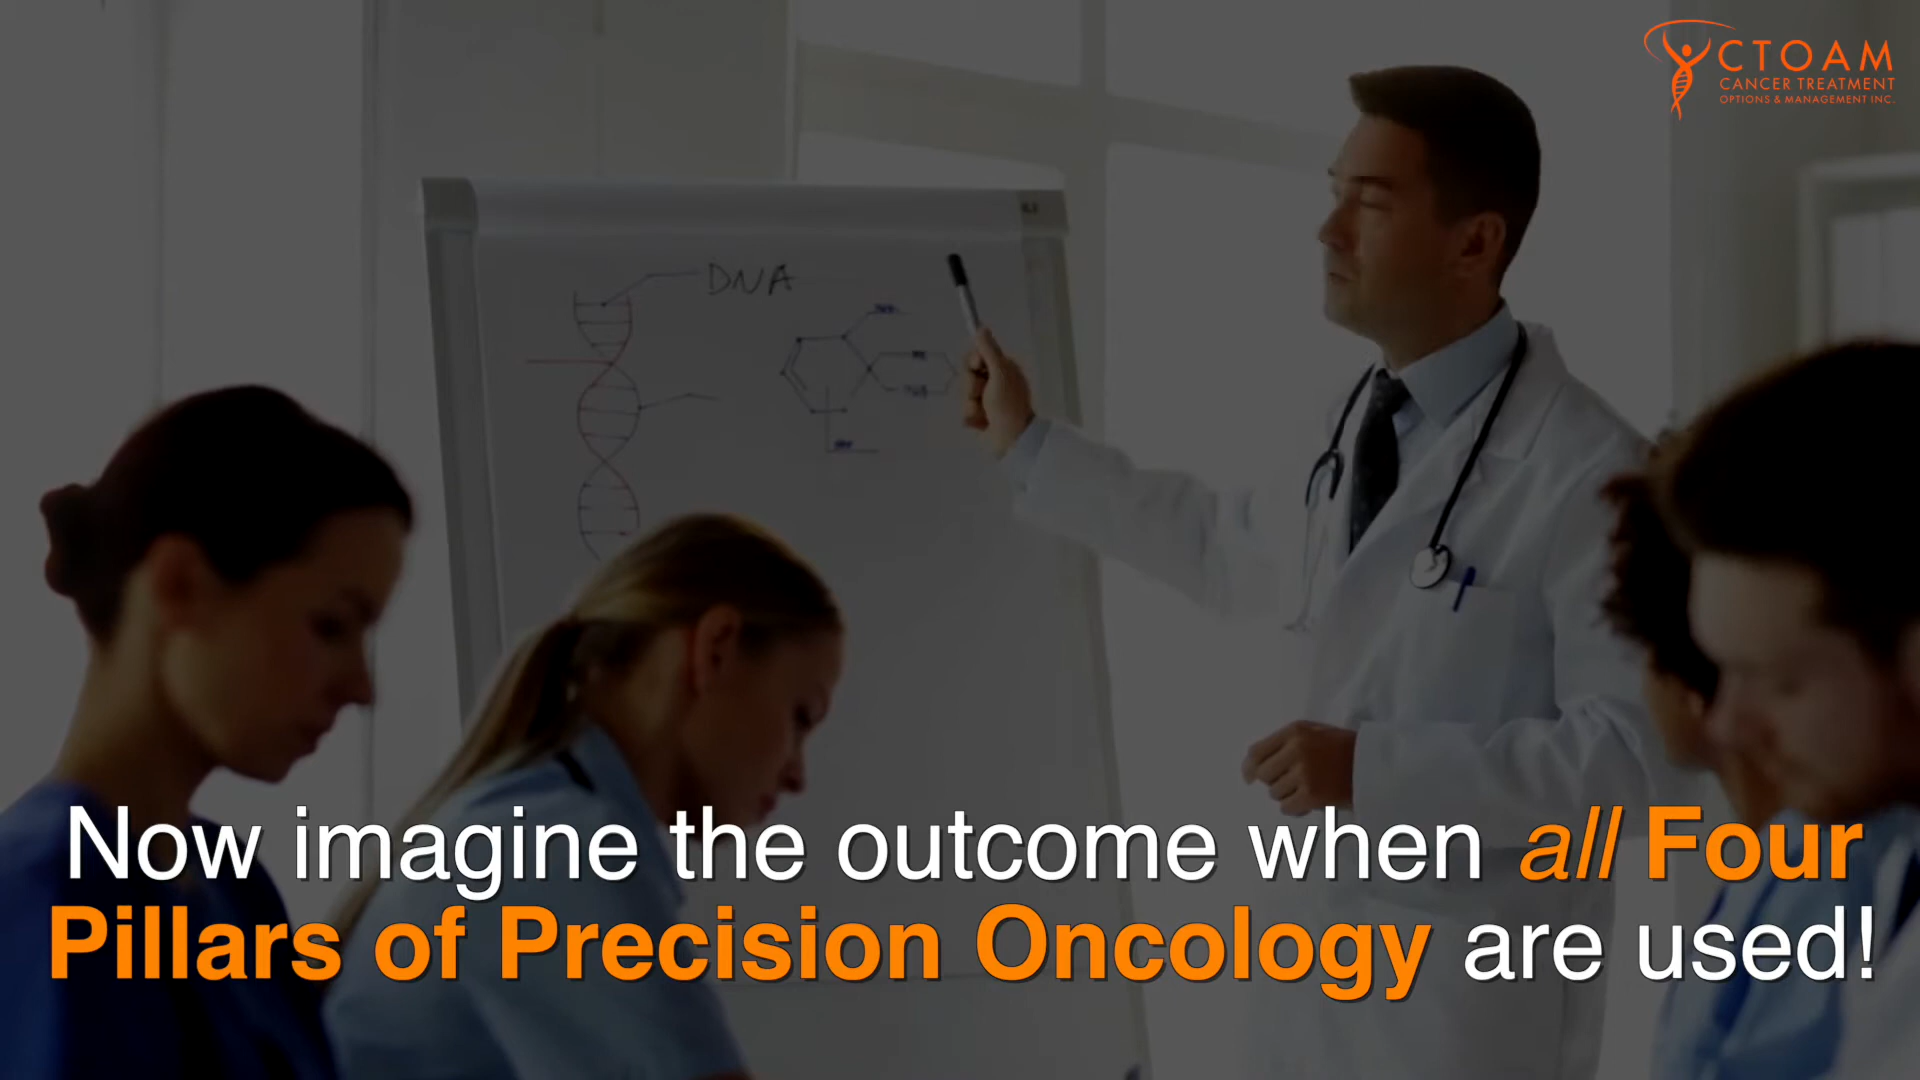 CTOAM
CANCER TREATMENT
OPTIONS & MANAGEMENT INC.
DNA
Now imagine the outcome when all Four
Pillars of Precision Oncology are used!